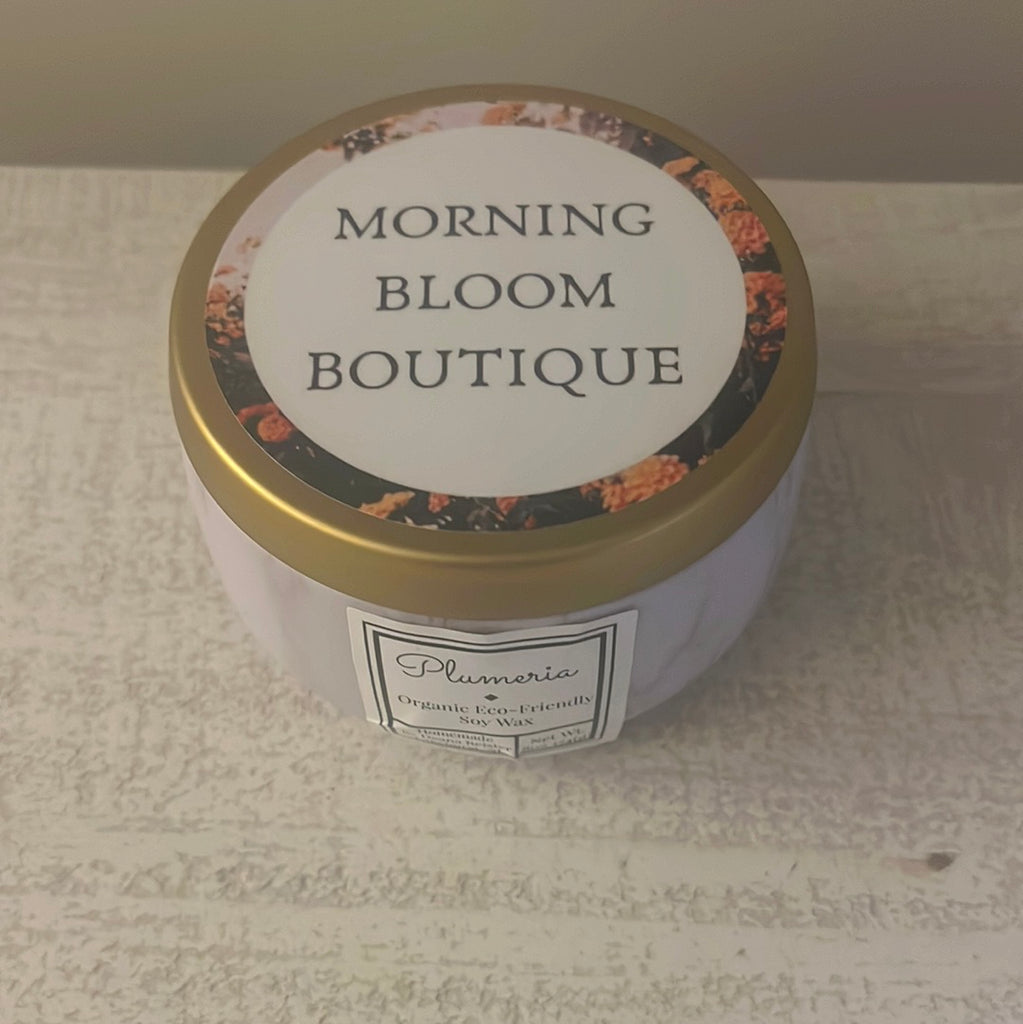 MORNING
BLOOM
BOUTIQUE
Plumeria
Organic Eco-Friendly
Soy Wax
Homemade
Net Wt.